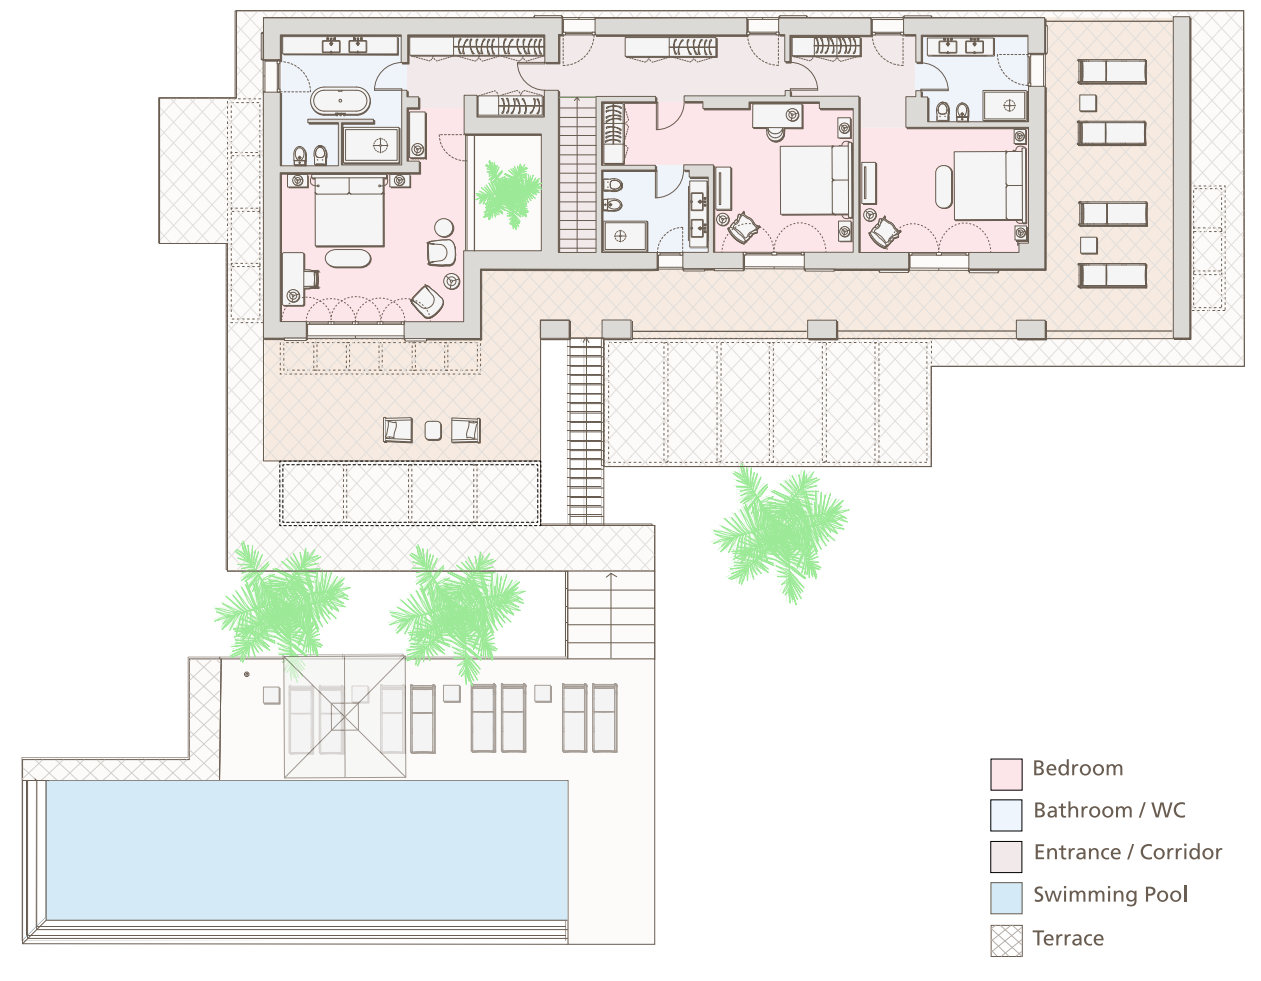 Bedroom
Bathroom / WC
Entrance / Corridor
Swimming Pool
Terrace